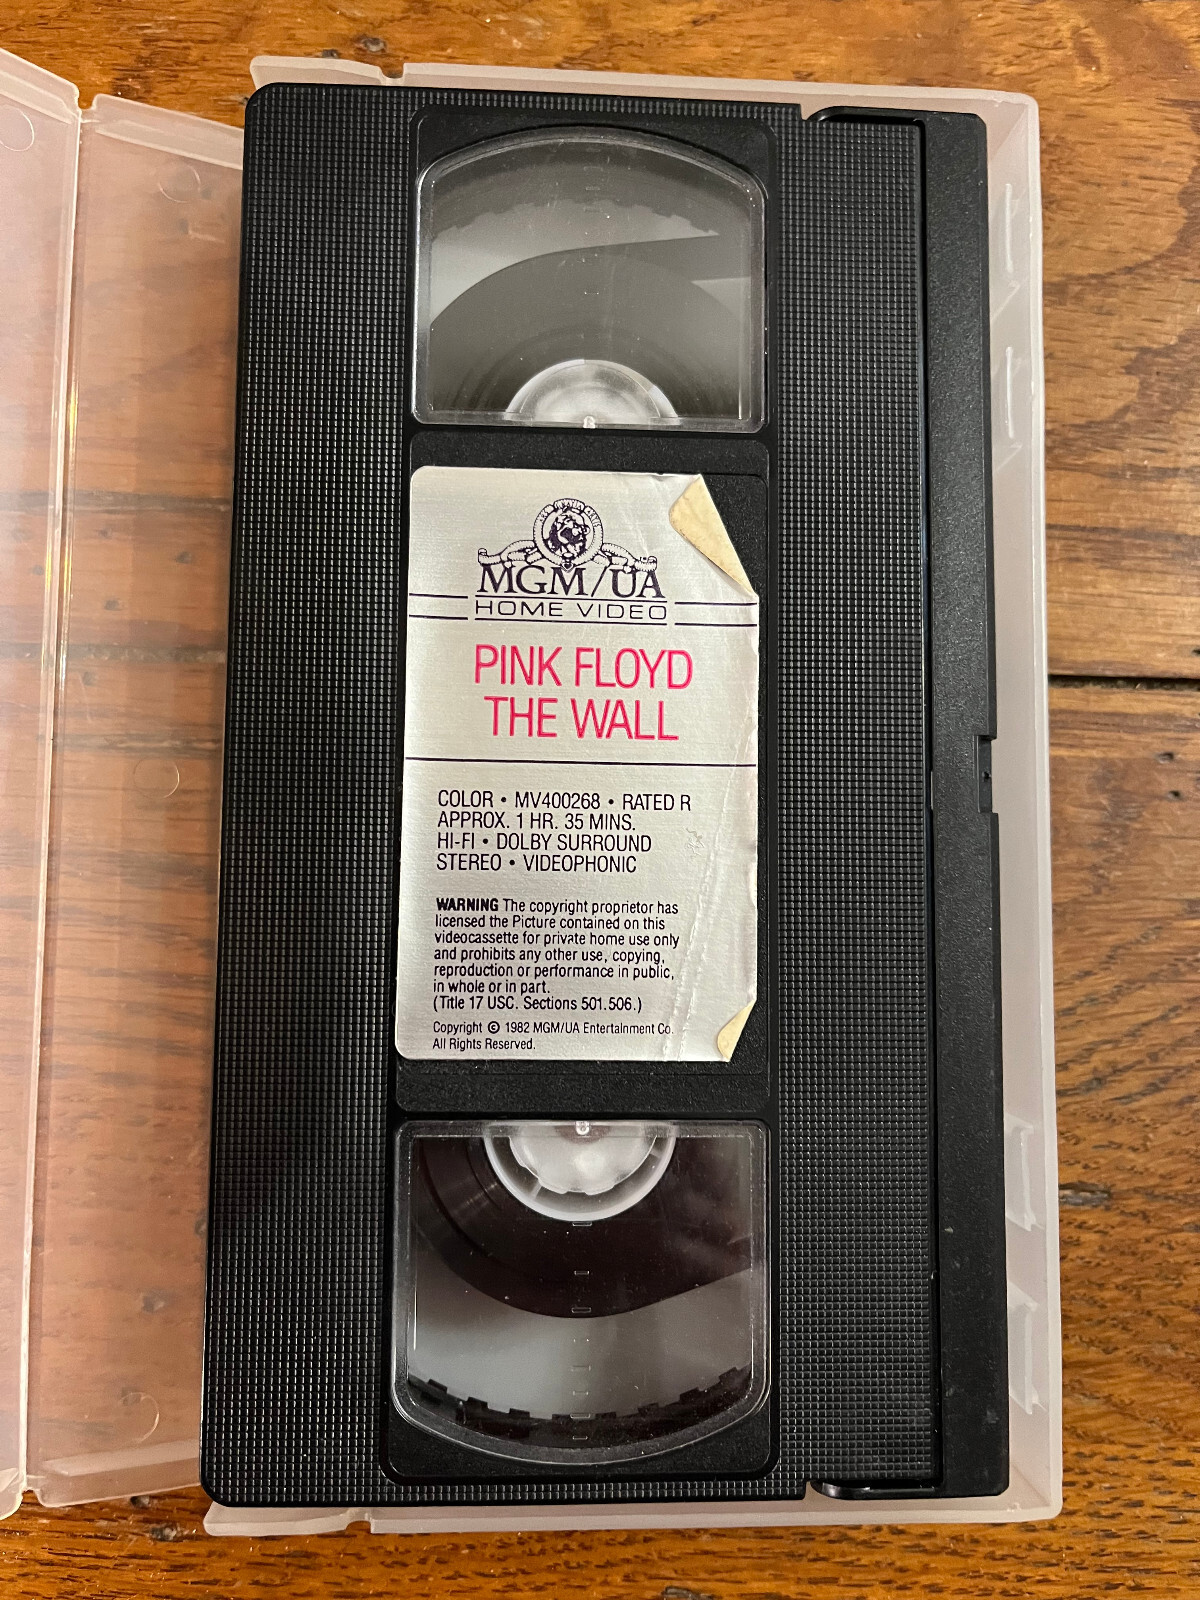 MGM/UA
HOME VIDEO
PINK FLOYD
THE WALL
COLOR • MV400268 • RATED R
APPROX. 1 HR. 35 MINS.
HI-FI • DOLBY SURROUND
STEREO • VIDEOPHONIC
WARNING The copyright proprietor has
licensed the Picture contained on this
videocassette for private home use only
and prohibits any other use, copying,
reproduction or performance in public,
in whole or in part.
(Title 17 USC. Sections 501.506.)
Copyright © 1982 MGM/UA Entertainment Co.
All Rights Reserved.